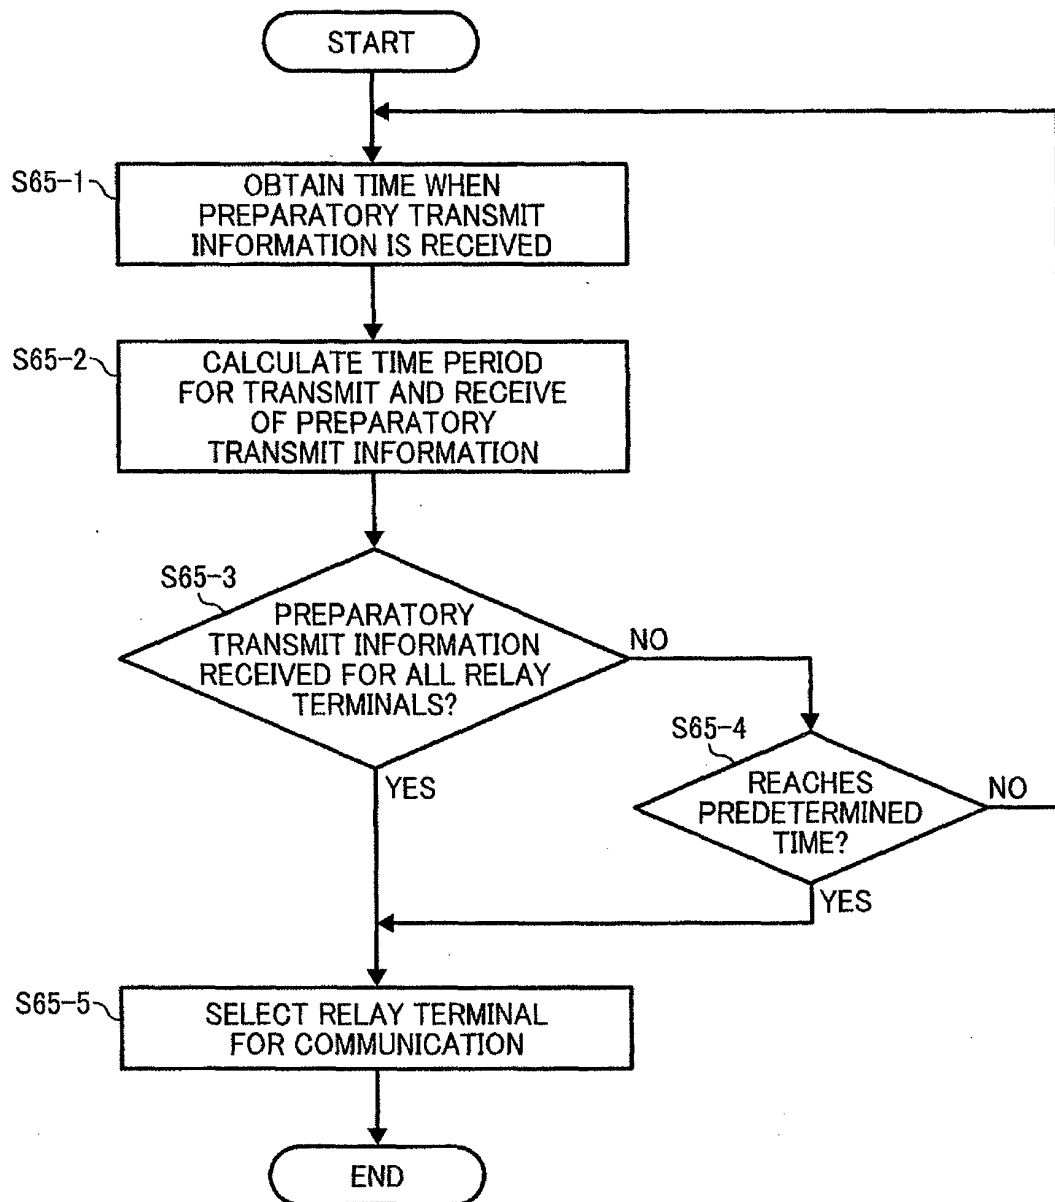 START
S65-1
OBTAIN TIME WHEN
PREPARATORY TRANSMIT
INFORMATION IS RECEIVED
S65-2
CALCULATE TIME PERIOD
FOR TRANSMIT AND RECEIVE
OF PREPARATORY
TRANSMIT INFORMATION
S65-3
PREPARATORY
TRANSMIT INFORMATION
RECEIVED FOR ALL RELAY
TERMINALS?
NO
YES
S65-4
REACHES
PREDETERMINED
TIME?
NO
YES
S65-5
SELECT RELAY TERMINAL
FOR COMMUNICATION
END